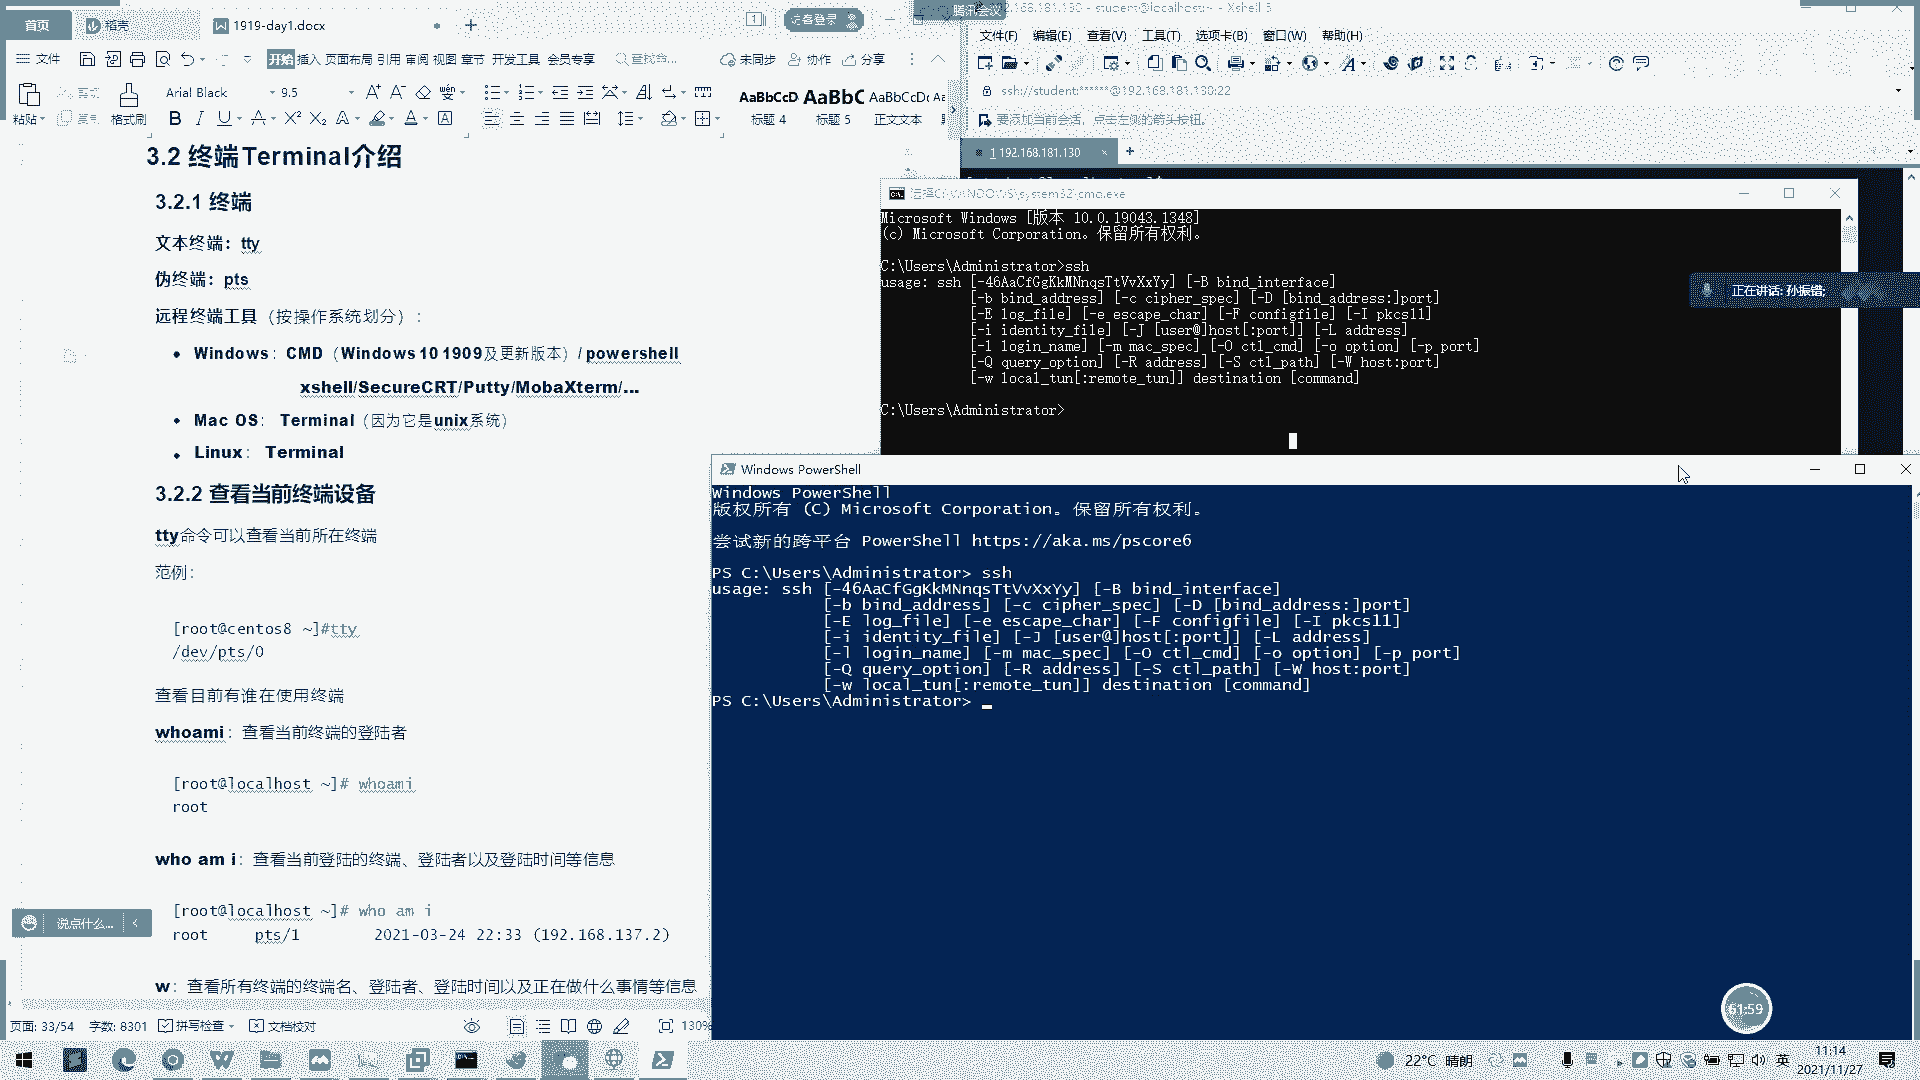 首页
稻壳
1919-day1.docx
访客登录
腾讯会议
192.168.181.130 - student@localhost:~ - Xshell 5
文件
开始 插入 页面布局 引用 审阅 视图 章节 开发工具 会员专享
查找...
未同步 协作 分享
Arial Black 9.5
粘贴 格式刷
AaBbCcD AaBbC AaBbCcD
标题 4 标题 5 正文文本
文件(F) 编辑(E) 查看(V) 工具(T) 选项卡(B) 窗口(W) 帮助(H)
ssh://student:******@192.168.181.130:22
要添加当前会话，点击左侧的箭头按钮。
1 192.168.181.130
3.2 终端Terminal介绍
3.2.1 终端
文本终端：tty
伪终端：pts
远程终端工具（按操作系统划分）：
Windows：CMD（Windows 10 1909及更新版本）/ powershell
xshell/SecureCRT/Putty/MobaXterm/...
Mac OS： Terminal（因为它是unix系统）
Linux： Terminal
3.2.2 查看当前终端设备
tty命令可以查看当前所在终端
范例：
[root@centos8 ~]#tty
/dev/pts/0
查看目前有谁在使用终端
whoami：查看当前终端的登陆者
[root@localhost ~]# whoami
root
who am i：查看当前登陆的终端、登陆者以及登陆时间等信息
[root@localhost ~]# who am i
root pts/1 2021-03-24 22:33 (192.168.137.2)
w：查看所有终端的终端名、登陆者、登陆时间以及正在做什么事情等信息
说点什么...
页面: 33/54 字数: 8301 拼写检查 文档校对 130%
选择C:\WINDOWS\system32\cmd.exe
Microsoft Windows [版本 10.0.19043.1348]
(c) Microsoft Corporation。保留所有权利。
C:\Users\Administrator>ssh
usage: ssh [-46AaCfGgKkMNnqsTtVvXxYy] [-B bind_interface]
[-b bind_address] [-c cipher_spec] [-D [bind_address:]port]
[-E log_file] [-e escape_char] [-F configfile] [-I pkcs11]
[-i identity_file] [-J [user@]host[:port]] [-L address]
[-l login_name] [-m mac_spec] [-O ctl_cmd] [-o option] [-p port]
[-Q query_option] [-R address] [-S ctl_path] [-W host:port]
[-w local_tun[:remote_tun]] destination [command]
C:\Users\Administrator>
正在讲话: 孙振错;
Windows PowerShell
Windows PowerShell
版权所有 (C) Microsoft Corporation。保留所有权利。
尝试新的跨平台 PowerShell https://aka.ms/pscore6
PS C:\Users\Administrator> ssh
usage: ssh [-46AaCfGgKkMNnqsTtVvXxYy] [-B bind_interface]
[-b bind_address] [-c cipher_spec] [-D [bind_address:]port]
[-E log_file] [-e escape_char] [-F configfile] [-I pkcs11]
[-i identity_file] [-J [user@]host[:port]] [-L address]
[-l login_name] [-m mac_spec] [-O ctl_cmd] [-o option] [-p port]
[-Q query_option] [-R address] [-S ctl_path] [-W host:port]
[-w local_tun[:remote_tun]] destination [command]
PS C:\Users\Administrator>
61:59
22°C 晴朗
英
11:14
2021/11/27